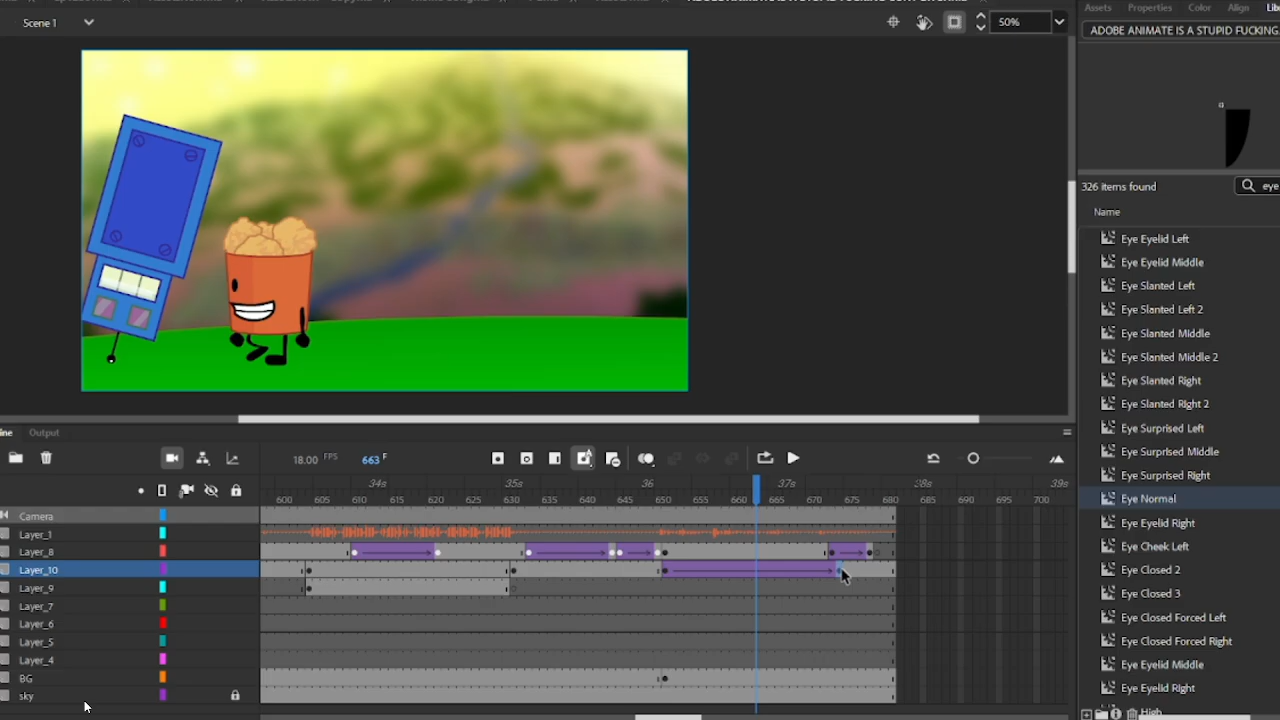 Scene 1
50%
Assets Properties Color Align
ADOBE ANIMATE IS A STUPID FUCKING
326 items found
eye
Name
Eye Eyelid Left
Eye Eyelid Middle
Eye Slanted Left
Eye Slanted Left 2
Eye Slanted Middle
Eye Slanted Middle 2
Eye Slanted Right
Eye Slanted Right 2
Eye Surprised Left
Eye Surprised Middle
Eye Surprised Right
Eye Normal
Eye Eyelid Right
Eye Cheek Left
Eye Closed 2
Eye Closed 3
Eye Closed Forced Left
Eye Closed Forced Right
Eye Eyelid Middle
Eye Eyelid Right
High
Output
18.00 FPS 663 F
34s 35s 36 37s 38s 39s
600 605 610 615 620 625 630 635 640 645 650 655 660 665 670 675 680 685 690 695 700
Camera
Layer_1
Layer_8
Layer_10
Layer_9
Layer_7
Layer_6
Layer_5
Layer_4
BG
sky